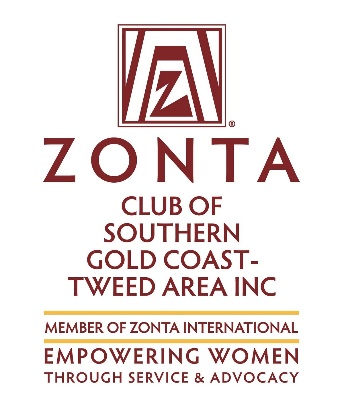 Z
®
ZONTA
CLUB OF
SOUTHERN
GOLD COAST-
TWEED AREA INC
MEMBER OF ZONTA INTERNATIONAL
EMPOWERING WOMEN
THROUGH SERVICE & ADVOCACY